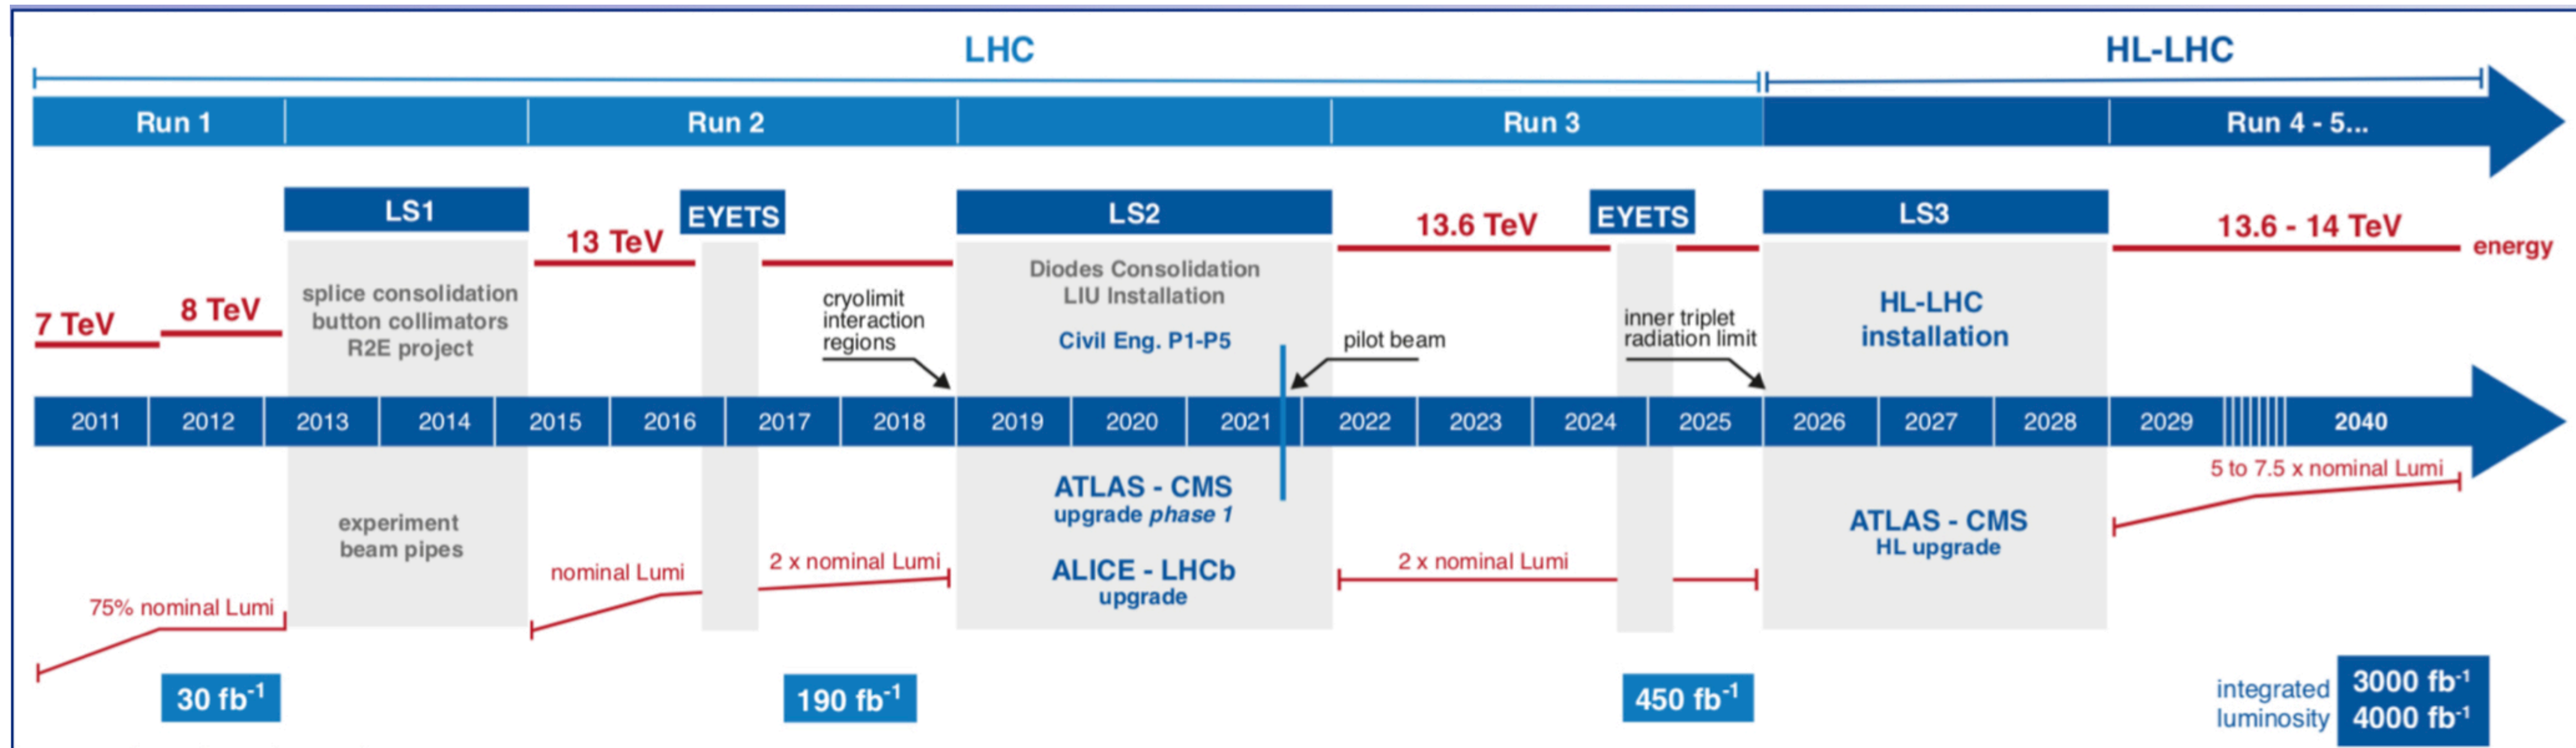 LHC
HL-LHC
Run 1
Run 2
Run 3
Run 4 - 5...
LS1
EYETS
LS2
EYETS
LS3
7 TeV
8 TeV
13 TeV
13.6 TeV
13.6 - 14 TeV
energy
splice consolidation
button collimators
R2E project
cryolimit
interaction
regions
Diodes Consolidation
LIU Installation
Civil Eng. P1-P5
pilot beam
inner triplet
radiation limit
HL-LHC
installation
2011
2012
2013
2014
2015
2016
2017
2018
2019
2020
2021
2022
2023
2024
2025
2026
2027
2028
2029
2040
experiment
beam pipes
ATLAS - CMS
upgrade phase 1
ALICE - LHCb
upgrade
ATLAS - CMS
HL upgrade
75% nominal Lumi
nominal Lumi
2 x nominal Lumi
2 x nominal Lumi
5 to 7.5 x nominal Lumi
30 fb⁻¹
190 fb⁻¹
450 fb⁻¹
integrated
luminosity
3000 fb⁻¹
4000 fb⁻¹